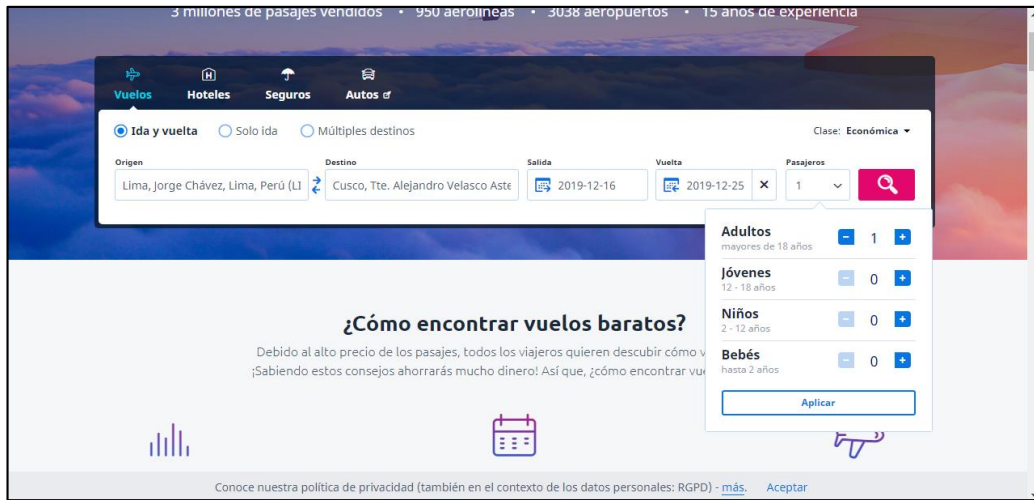 3 millones de pasajes vendidos • 950 aerolíneas • 3038 aeropuertos • 15 años de experiencia
Vuelos Hoteles Seguros Autos
Ida y vuelta Solo ida Múltiples destinos Clase: Económica
Origen Destino Salida Vuelta Pasajeros
Lima, Jorge Chávez, Lima, Perú (LI Cusco, Tte. Alejandro Velasco Aste 2019-12-16 2019-12-25 1
Adultos
mayores de 18 años
1
Jóvenes
12 - 18 años
0
Niños
2 - 12 años
0
Bebés
hasta 2 años
0
Aplicar
¿Cómo encontrar vuelos baratos?
Debido al alto precio de los pasajes, todos los viajeros quieren descubir cómo v
¡Sabiendo estos consejos ahorrarás mucho dinero! Así que, ¿cómo encontrar vue
Conoce nuestra política de privacidad (también en el contexto de los datos personales: RGPD) - más. Aceptar